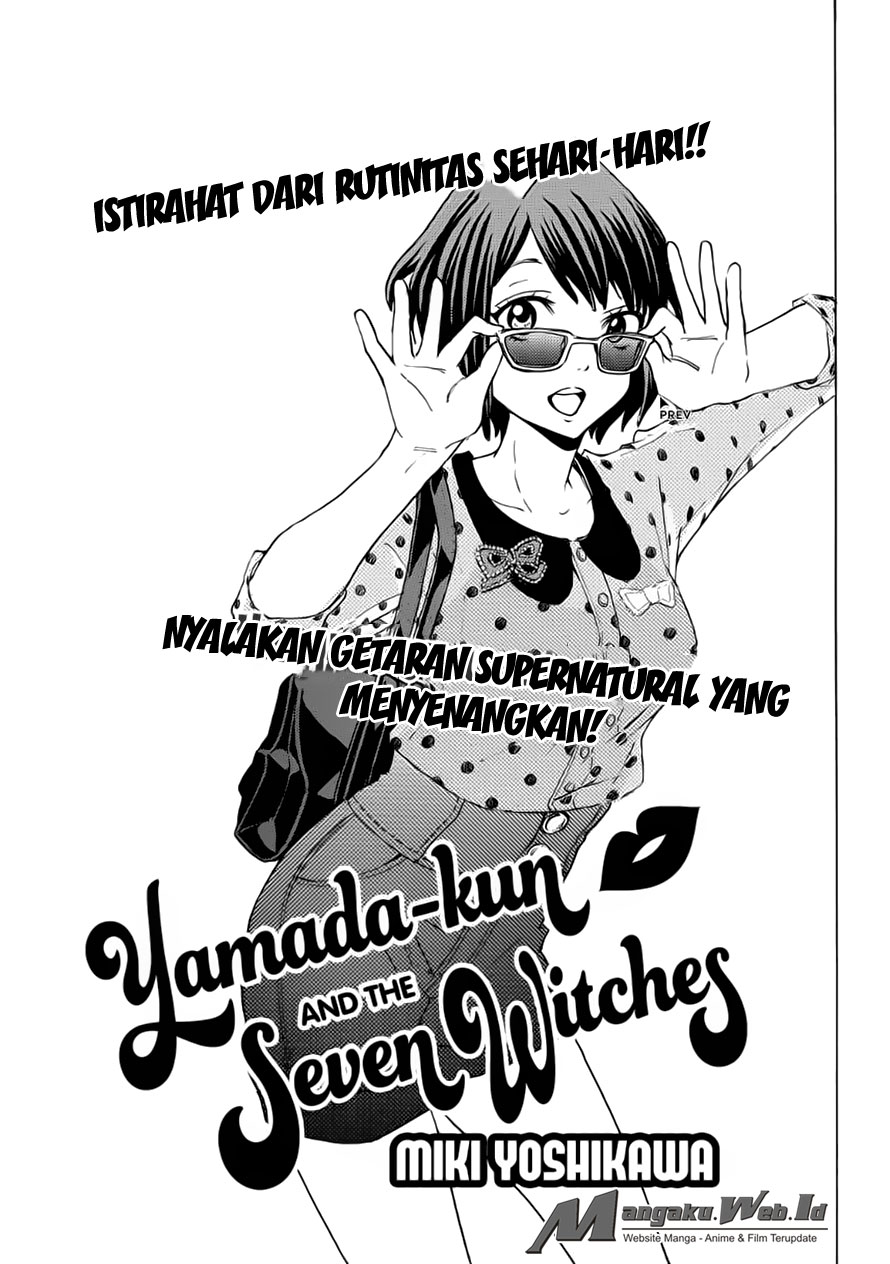 ISTIRAHAT DARI RUTINITAS SEHARI-HARI!!
PREV
NYALAKAN GETARAN SUPERNATURAL YANG
MENYENANGKAN!
Yamada-kun
AND THE
Seven Witches
MIKI YOSHIKAWA
Mangaku.Web.Id
Website Manga - Anime & Film Terupdate